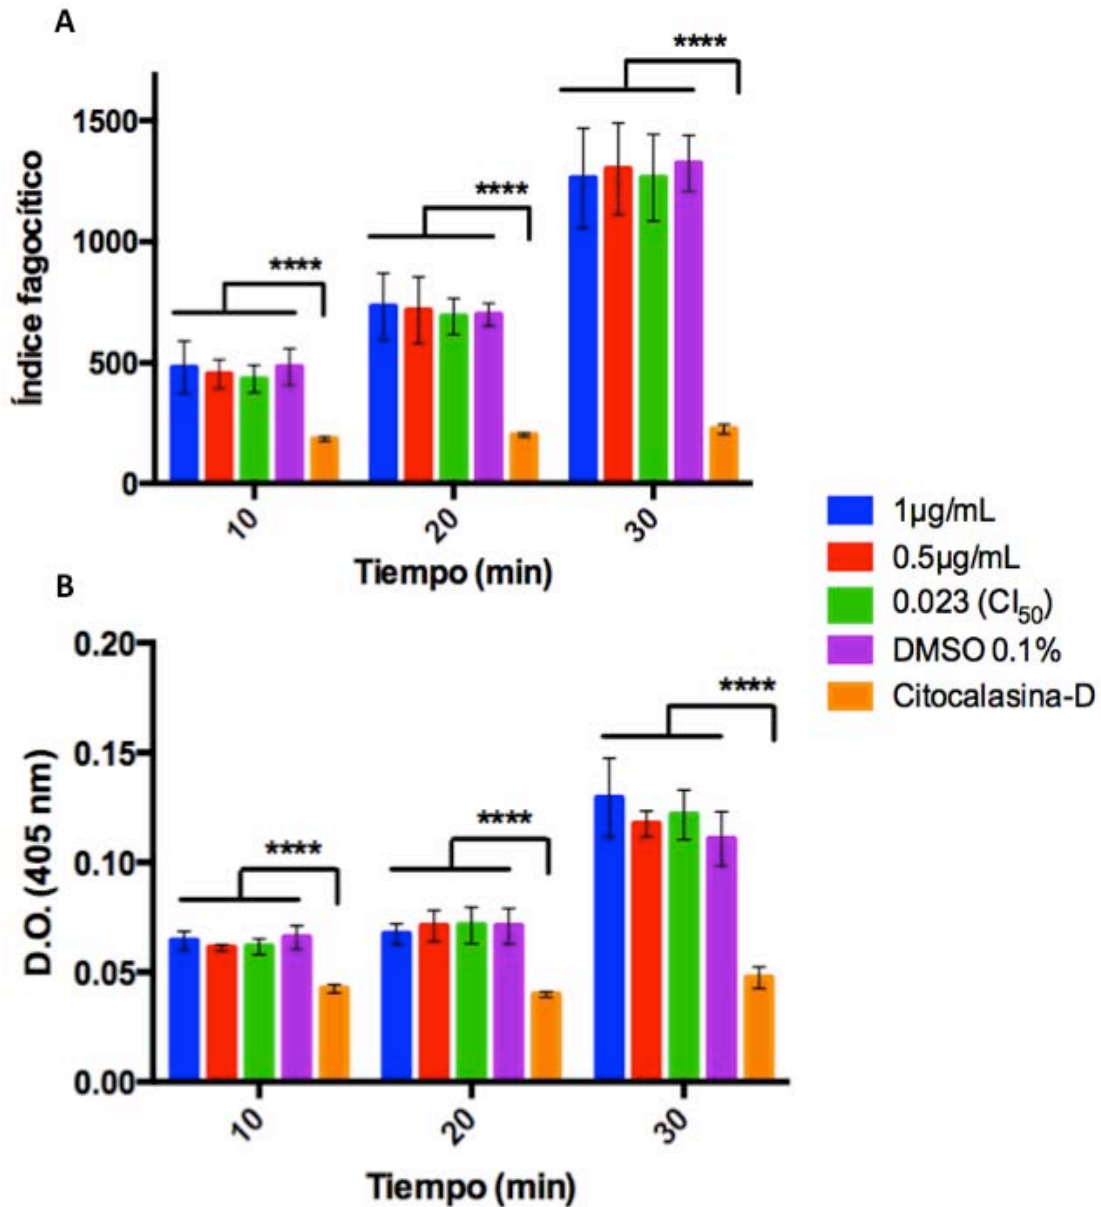 A
Índice fagocítico
1500
1000
500
0
****
****
****
10
20
30
Tiempo (min)
B
D.O. (405 nm)
0.20
0.15
0.10
0.05
0.00
****
****
****
10
20
30
Tiempo (min)
1µg/mL
0.5µg/mL
0.023 (CI₅₀)
DMSO 0.1%
Citocalasina-D